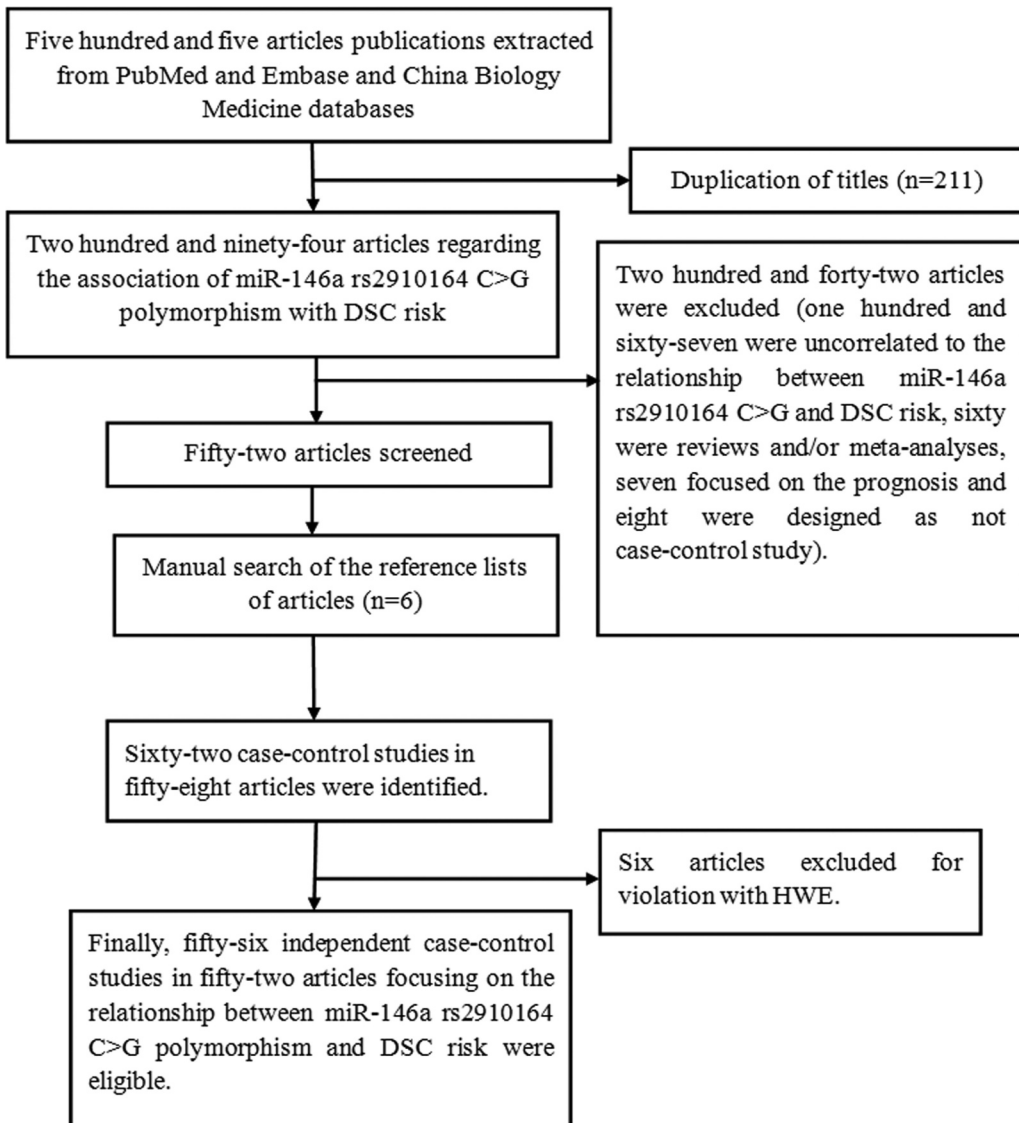 Five hundred and five articles publications extracted
from PubMed and Embase and China Biology
Medicine databases
Duplication of titles (n=211)
Two hundred and ninety-four articles regarding
the association of miR-146a rs2910164 C>G
polymorphism with DSC risk
Two hundred and forty-two articles
were excluded (one hundred and
sixty-seven were uncorrelated to the
relationship between miR-146a
rs2910164 C>G and DSC risk, sixty
were reviews and/or meta-analyses,
seven focused on the prognosis and
eight were designed as not
case-control study).
Fifty-two articles screened
Manual search of the reference lists
of articles (n=6)
Sixty-two case-control studies in
fifty-eight articles were identified.
Six articles excluded for
violation with HWE.
Finally, fifty-six independent case-control
studies in fifty-two articles focusing on the
relationship between miR-146a rs2910164
C>G polymorphism and DSC risk were
eligible.